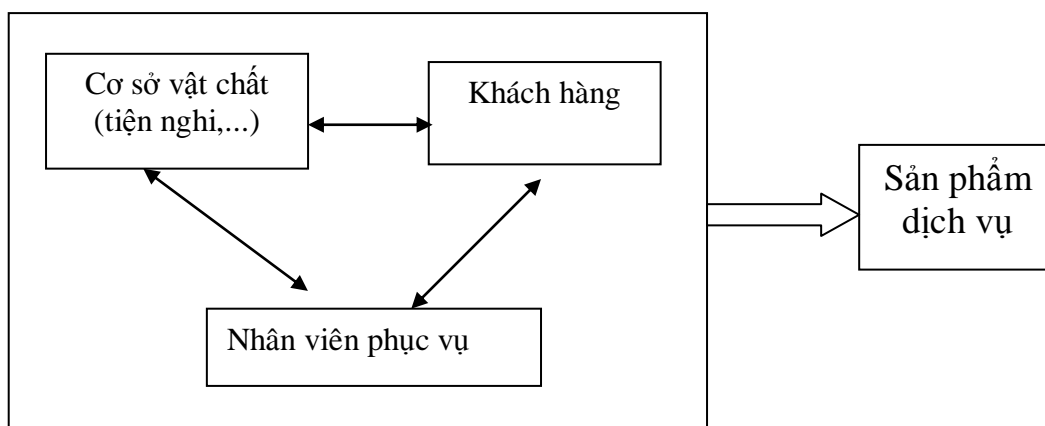 Cơ sở vật chất
(tiện nghi,...)
Khách hàng
Nhân viên phục vụ
Sản phẩm
dịch vụ